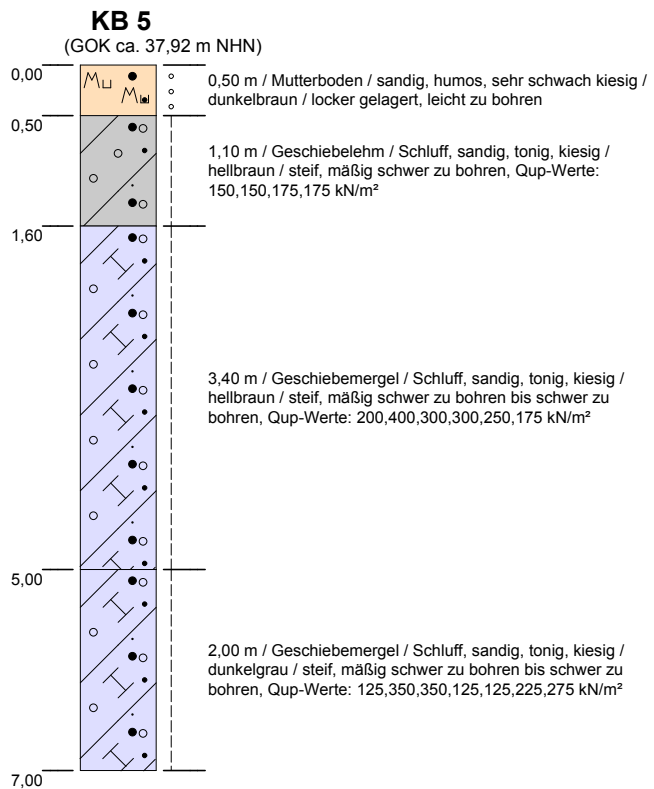 KB 5
(GOK ca. 37,92 m NHN)
0,00
0,50 m / Mutterboden / sandig, humos, sehr schwach kiesig /
dunkelbraun / locker gelagert, leicht zu bohren
0,50
1,10 m / Geschiebelehm / Schluff, sandig, tonig, kiesig /
hellbraun / steif, mäßig schwer zu bohren, Qup-Werte:
150,150,175,175 kN/m²
1,60
3,40 m / Geschiebemergel / Schluff, sandig, tonig, kiesig /
hellbraun / steif, mäßig schwer zu bohren bis schwer zu
bohren, Qup-Werte: 200,400,300,300,250,175 kN/m²
5,00
2,00 m / Geschiebemergel / Schluff, sandig, tonig, kiesig /
dunkelgrau / steif, mäßig schwer zu bohren bis schwer zu
bohren, Qup-Werte: 125,350,350,125,125,225,275 kN/m²
7,00